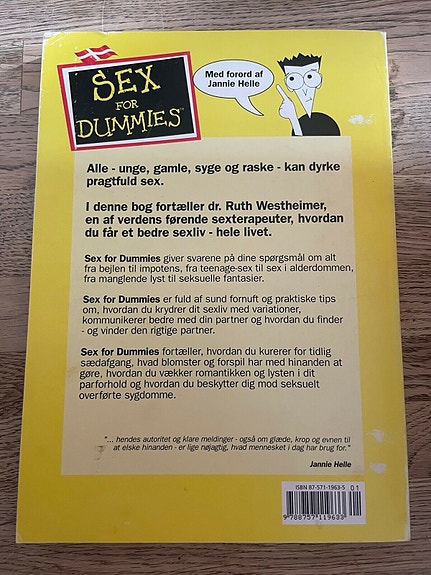 SEX
FOR
DUMMIES™
Med forord af
Jannie Helle
Alle - unge, gamle, syge og raske - kan dyrke
pragtfuld sex.
I denne bog fortæller dr. Ruth Westheimer,
en af verdens førende sexterapeuter, hvordan
du får et bedre sexliv - hele livet.
Sex for Dummies giver svarene på dine spørgsmål om alt
fra bejlen til impotens, fra teenage-sex til sex i alderdommen,
fra manglende lyst til seksuelle fantasier.
Sex for Dummies er fuld af sund fornuft og praktiske tips
om, hvordan du krydrer dit sexliv med variationer,
kommunikerer bedre med din partner og hvordan du finder
- og vinder den rigtige partner.
Sex for Dummies fortæller, hvordan du kurerer for tidlig
sædafgang, hvad blomster og forspil har med hinanden at
gøre, hvordan du vækker romantikken og lysten i dit
parforhold og hvordan du beskytter dig mod seksuelt
overførte sygdomme.
"... hendes autoritet og klare meldinger - også om glæde, krop og evnen til
at elske hinanden - er lige nøjagtig, hvad mennesket i dag har brug for."
Jannie Helle
ISBN 87-571-1963-5 01
9 788757 119633